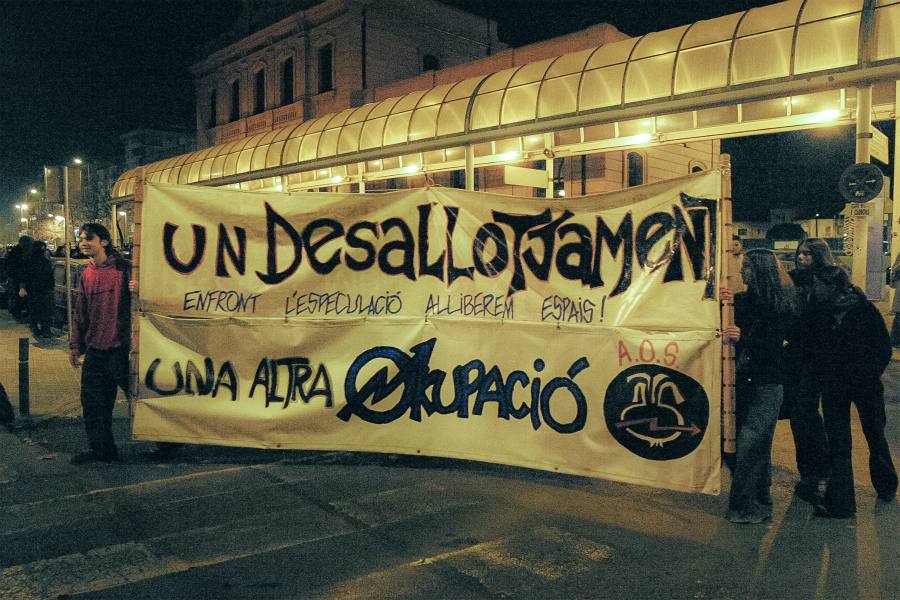 UN DesALLOTJAMENT
ENFRONT L'ESPECULACIÓ ALLIBEREM ESPAIS!
UNA ALTRA OkUPACIÓ
A.O.S.